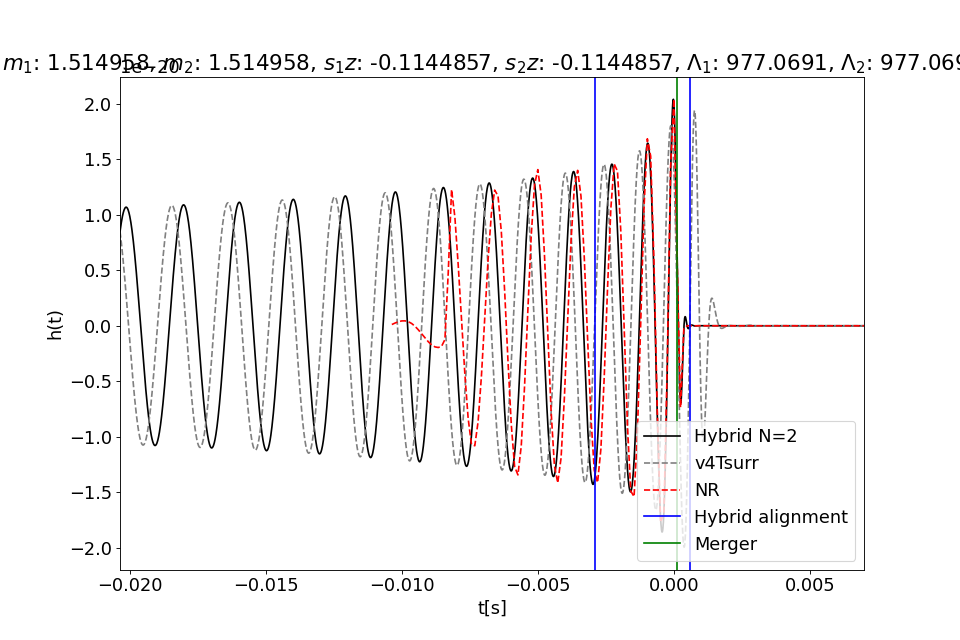 m₁: 1.514958, m₂: 1.514958, s₁z: -0.1144857, s₂z: -0.1144857, Λ₁: 977.0691, Λ₂: 977.069
1e−20
2.0
1.5
1.0
0.5
0.0
−0.5
−1.0
−1.5
−2.0
h(t)
Hybrid N=2
v4Tsurr
NR
Hybrid alignment
Merger
−0.020 −0.015 −0.010 −0.005 0.000 0.005
t[s]